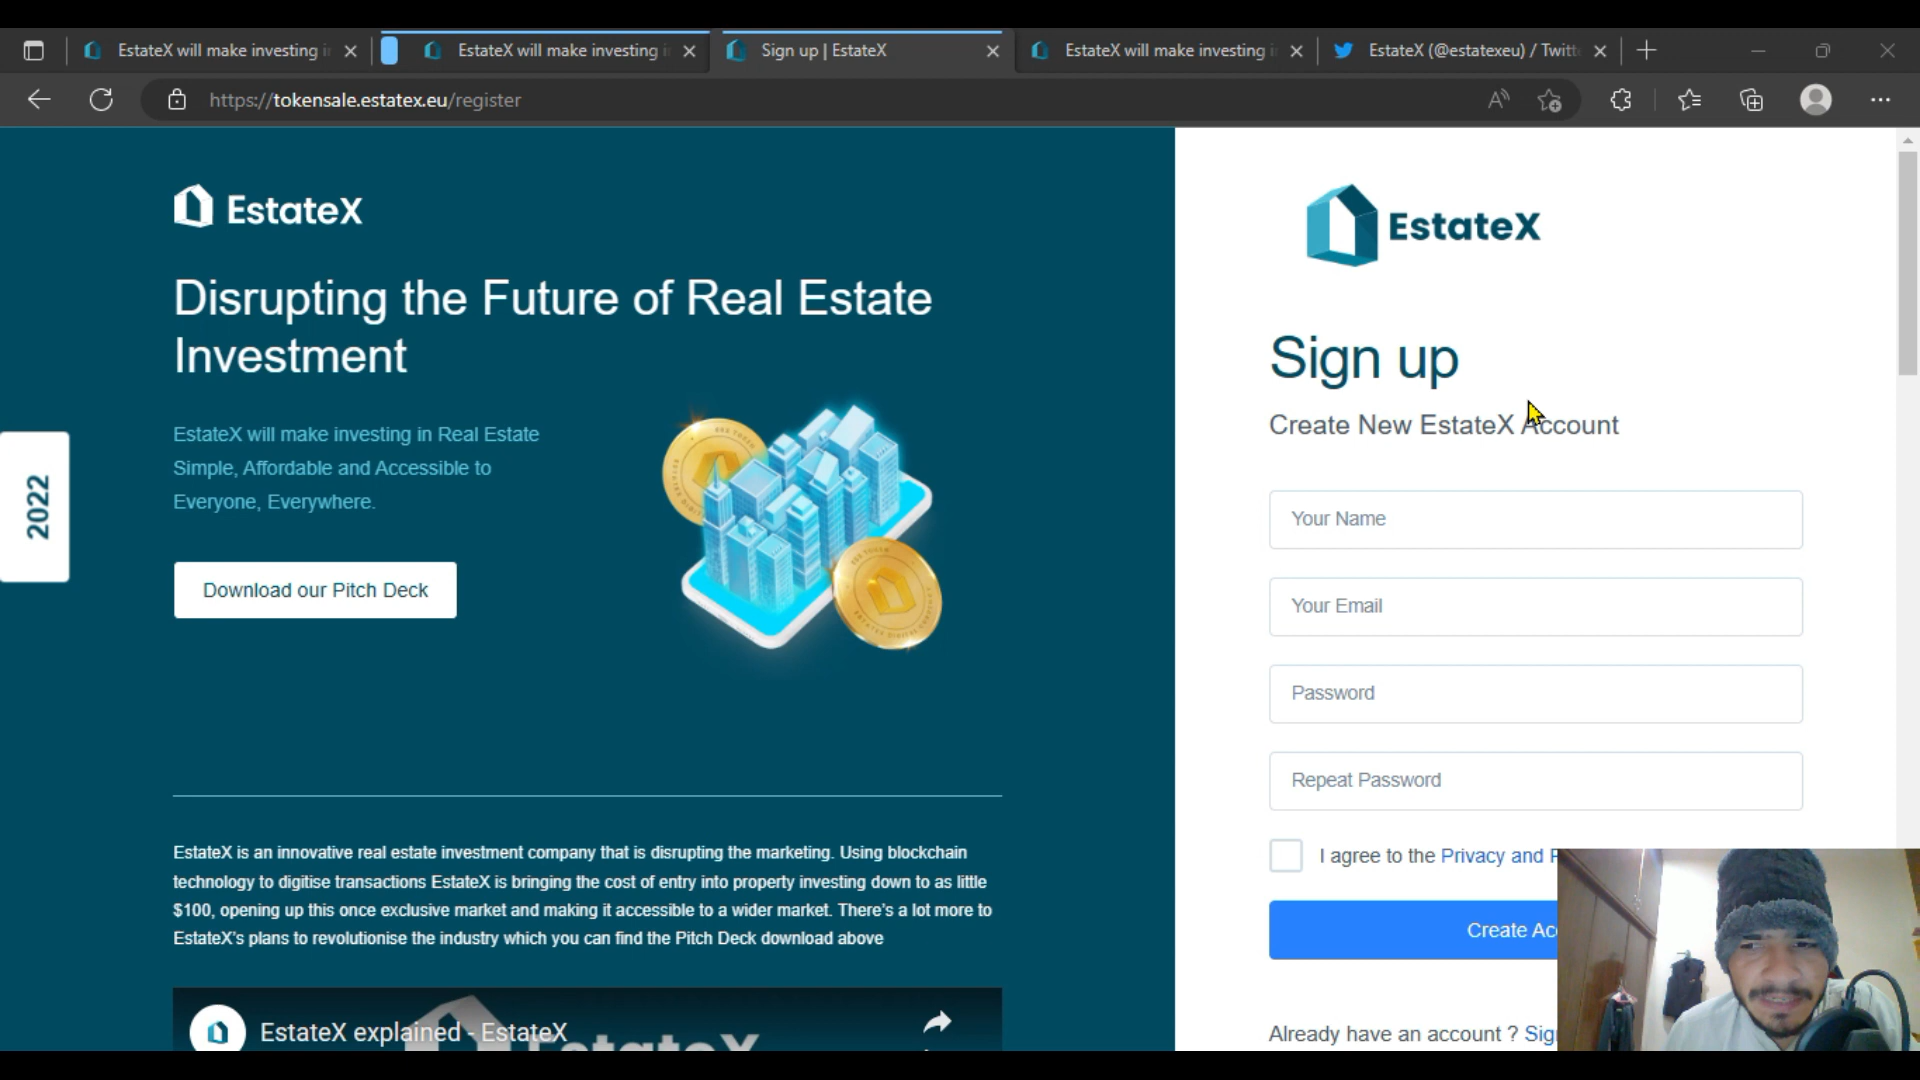 EstateX will make investing i
EstateX will make investing i
Sign up | EstateX
EstateX will make investing i
EstateX (@estatexeu) / Twitt
https://tokensale.estatex.eu/register
EstateX
Disrupting the Future of Real Estate
Investment
EstateX will make investing in Real Estate
Simple, Affordable and Accessible to
Everyone, Everywhere.
Download our Pitch Deck
2022
EstateX is an innovative real estate investment company that is disrupting the marketing. Using blockchain
technology to digitise transactions EstateX is bringing the cost of entry into property investing down to as little
$100, opening up this once exclusive market and making it accessible to a wider market. There's a lot more to
EstateX's plans to revolutionise the industry which you can find the Pitch Deck download above
EstateX explained - EstateX
EstateX
EstateX
Sign up
Create New EstateX Account
Your Name
Your Email
Password
Repeat Password
I agree to the Privacy and
Create Acc
Already have an account ? Sig